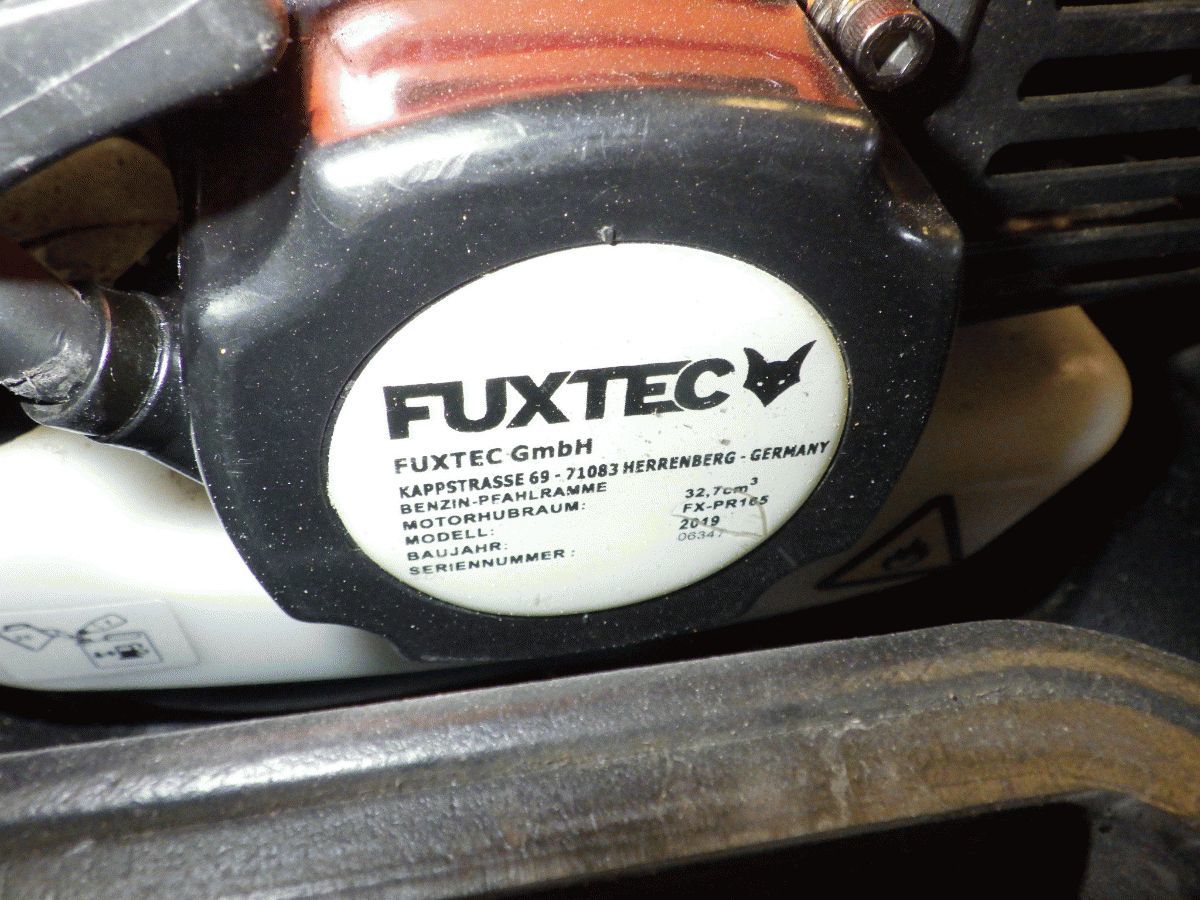 FUXTEC
FUXTEC GmbH
KAPPSTRASSE 69 - 71083 HERRENBERG - GERMANY
BENZIN-PFAHLRAMME
MOTORHUBRAUM: 32,7cm³
MODELL: FX-PR165
BAUJAHR: 2019
SERIENNUMMER: 06347